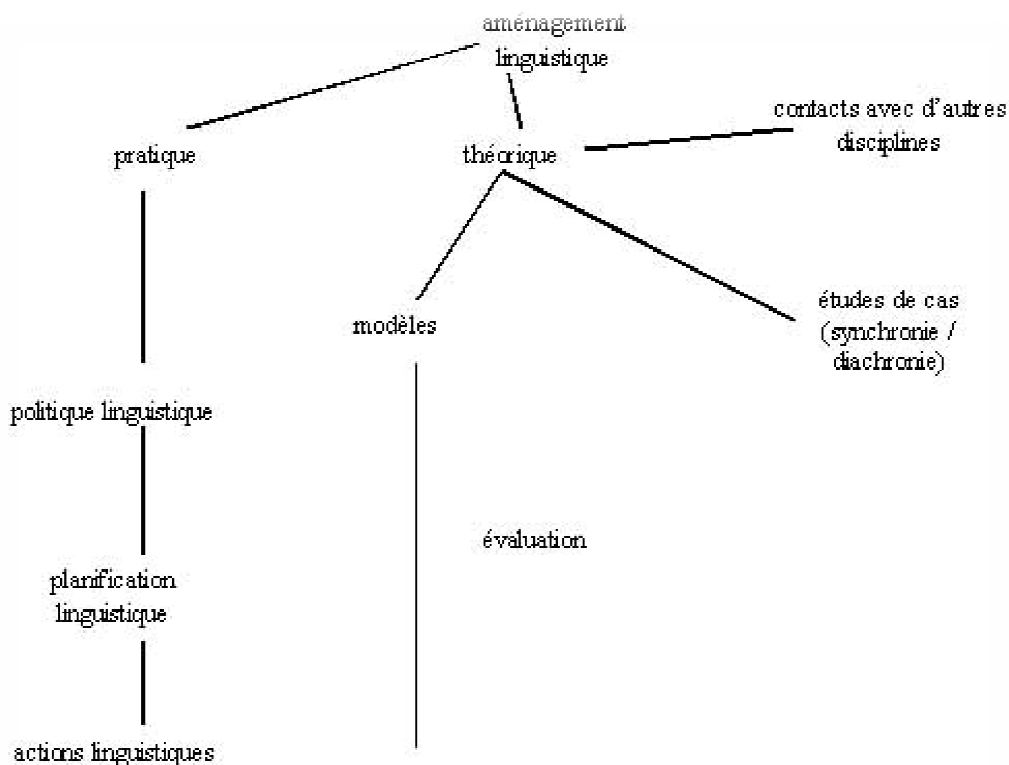 aménagement
linguistique
pratique
théorique
contacts avec d'autres
disciplines
modèles
études de cas
(synchronie /
diachronie)
politique linguistique
évaluation
planification
linguistique
actions linguistiques